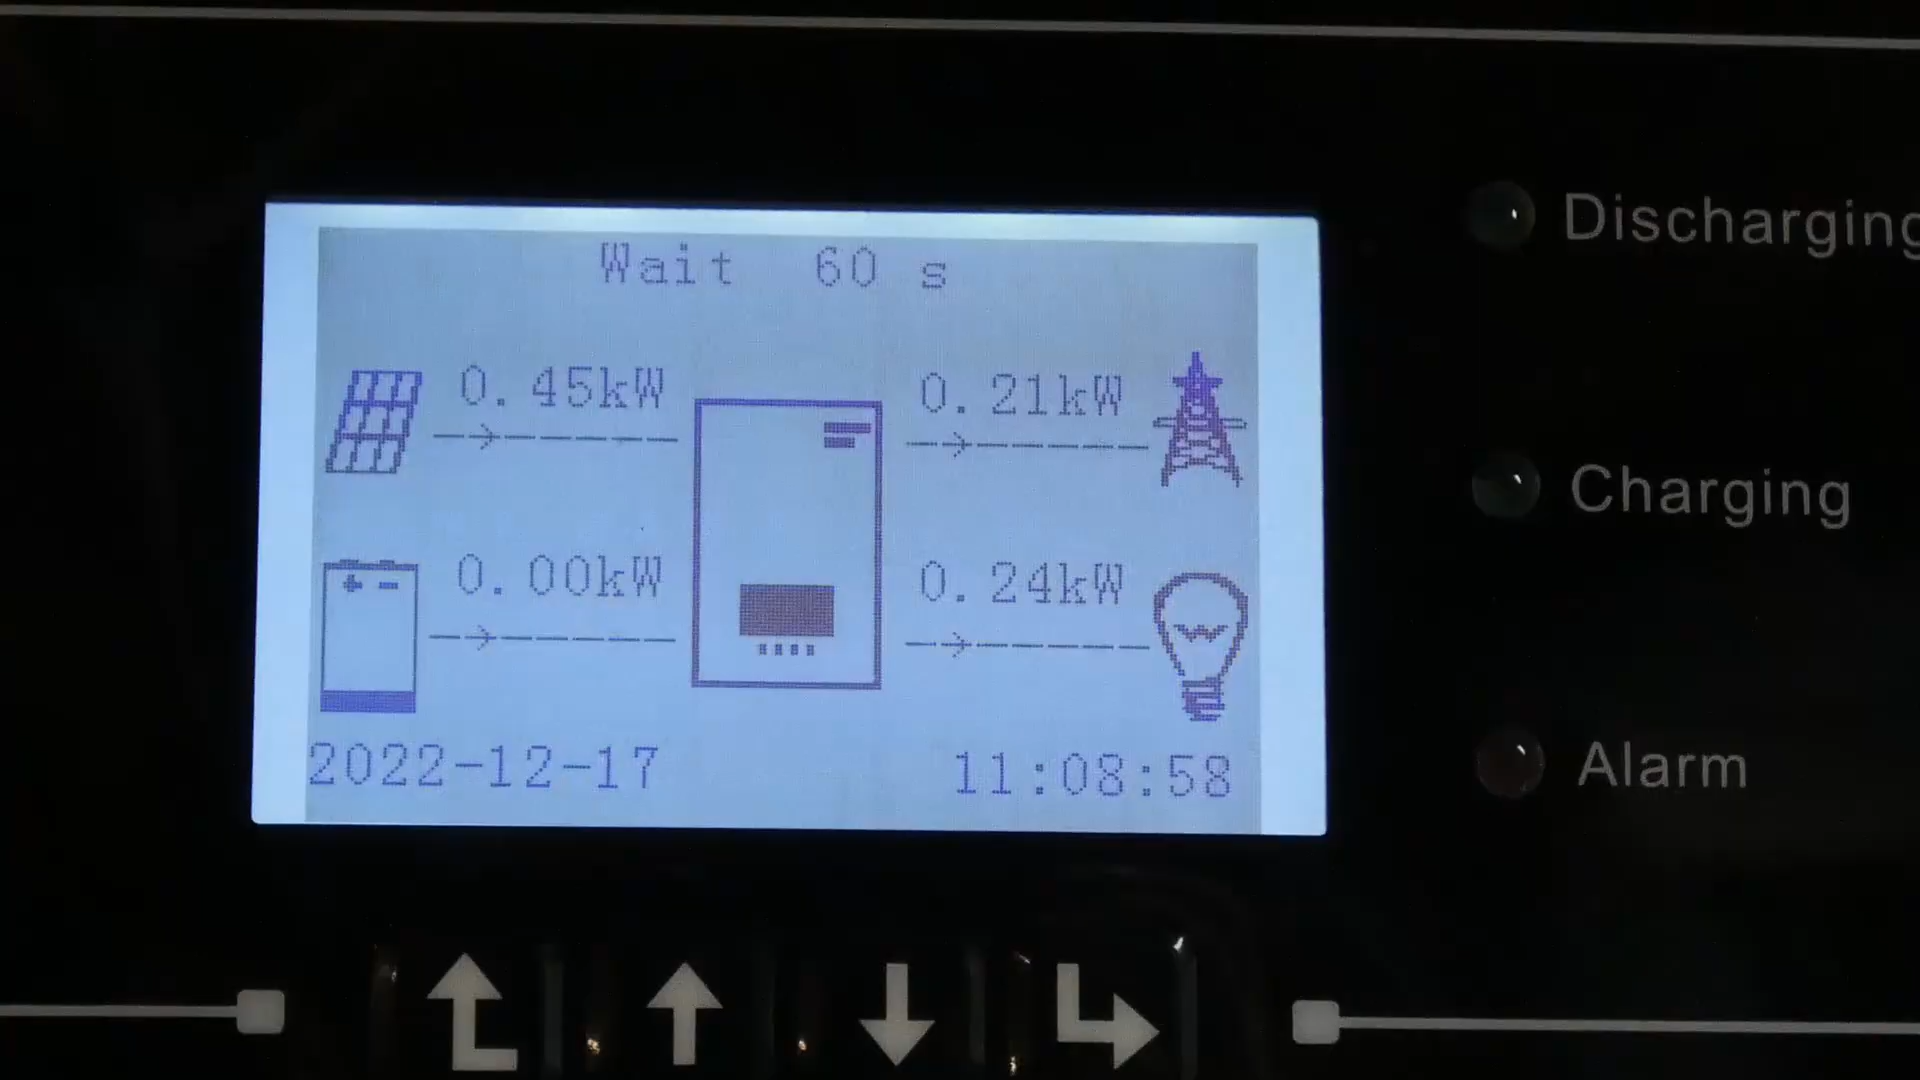 Wait 60 s
0.45kW
0.21kW
0.00kW
0.24kW
2022-12-17
11:08:58
Discharging
Charging
Alarm